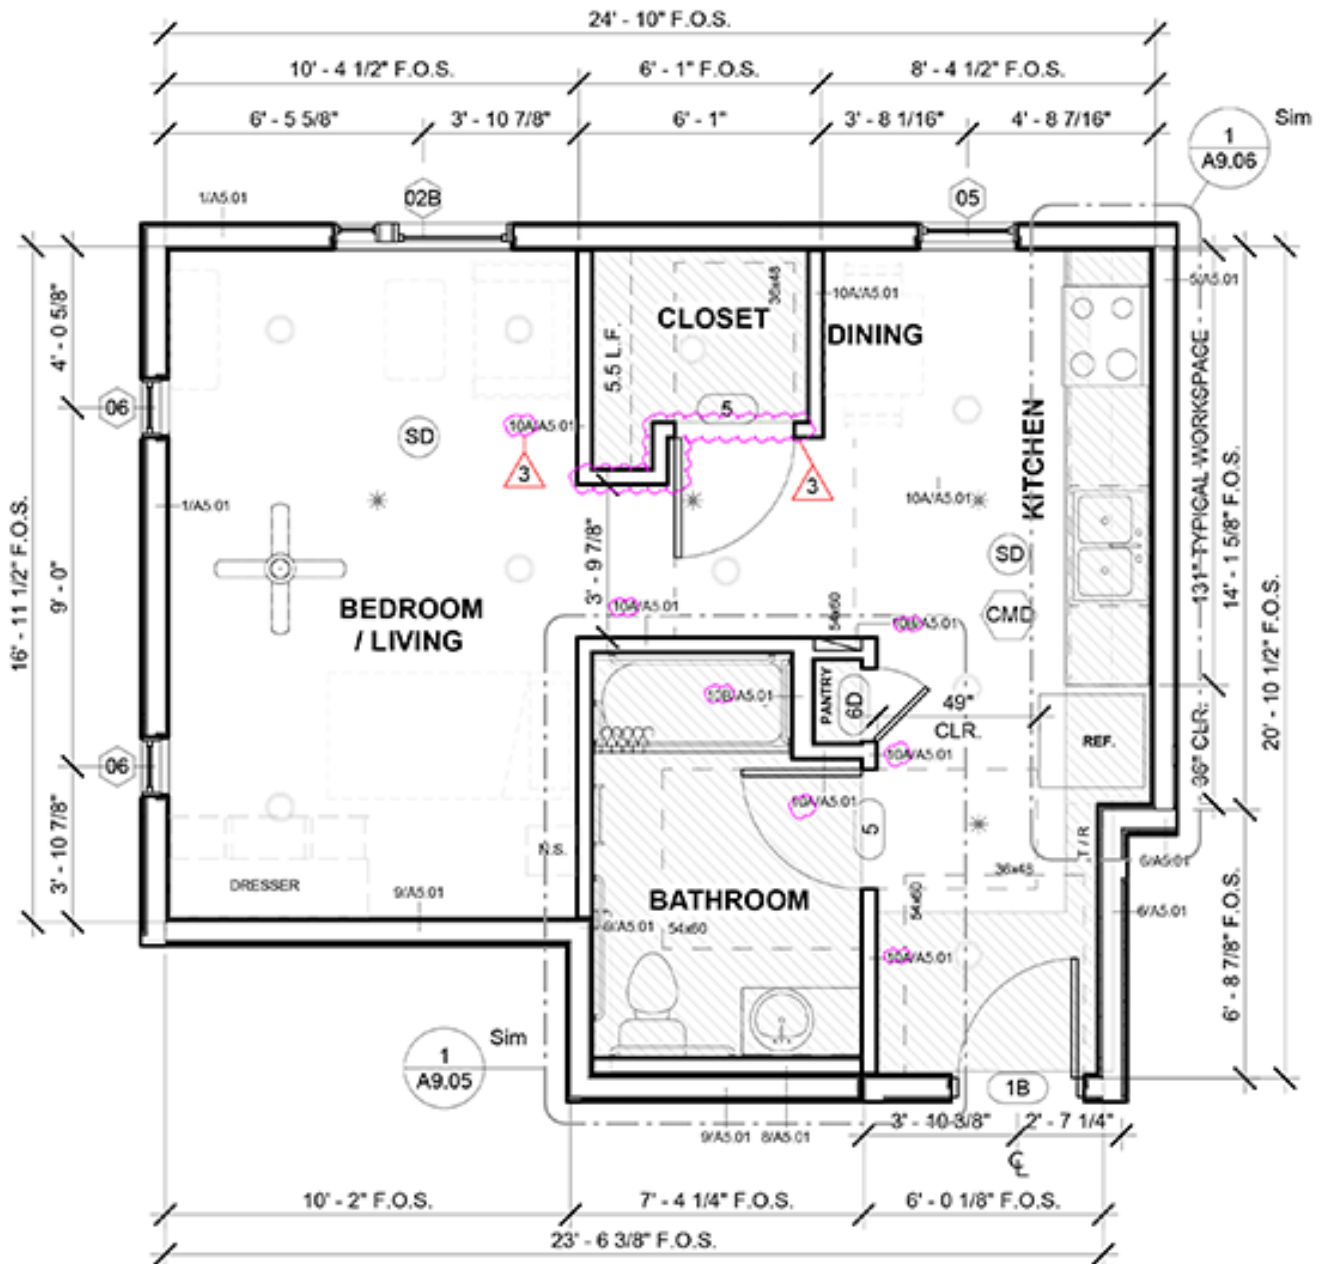 24' - 10" F.O.S.
10' - 4 1/2" F.O.S.
6' - 1" F.O.S.
8' - 4 1/2" F.O.S.
6' - 5 5/8"
3' - 10 7/8"
6' - 1"
3' - 8 1/16"
4' - 8 7/16"
1
A9.06
Sim
1/A5.01
02B
05
5/A5.01
4' - 0 5/8"
36x48
10A/A5.01
CLOSET
DINING
5.5 L.F.
06
5
SD
10A/A5.01
3
3
KITCHEN
131" TYPICAL WORKSPACE
14' - 1 5/8" F.O.S.
1/A5.01
10A/A5.01
16' - 11 1/2" F.O.S.
9' - 0"
3' - 9 7/8"
SD
BEDROOM
/ LIVING
10A/A5.01
54x60
10B/A5.01
CMD
PANTRY
6D
10B/A5.01
49"
CLR.
REF.
36" CLR.
20' - 10 1/2" F.O.S.
06
10A/A5.01
10A/A5.01
5
3' - 10 7/8"
N.S.
T / R
6/A5.01
36x48
DRESSER
9/A5.01
BATHROOM
54x60
54x60
6/A5.01
6/A5.01
10A/A5.01
6' - 8 7/8" F.O.S.
1
A9.05
Sim
1B
3' - 10 3/8"
2' - 7 1/4"
9/A5.01
8/A5.01
CL
10' - 2" F.O.S.
7' - 4 1/4" F.O.S.
6' - 0 1/8" F.O.S.
23' - 6 3/8" F.O.S.